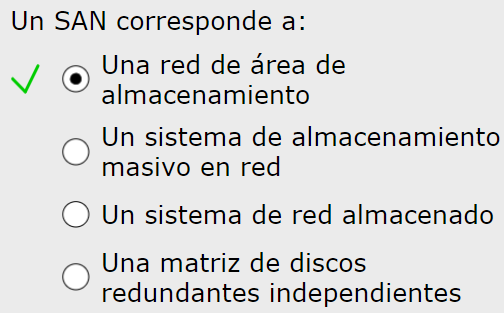 Un SAN corresponde a:
Una red de área de
almacenamiento
Un sistema de almacenamiento
masivo en red
Un sistema de red almacenado
Una matriz de discos
redundantes independientes